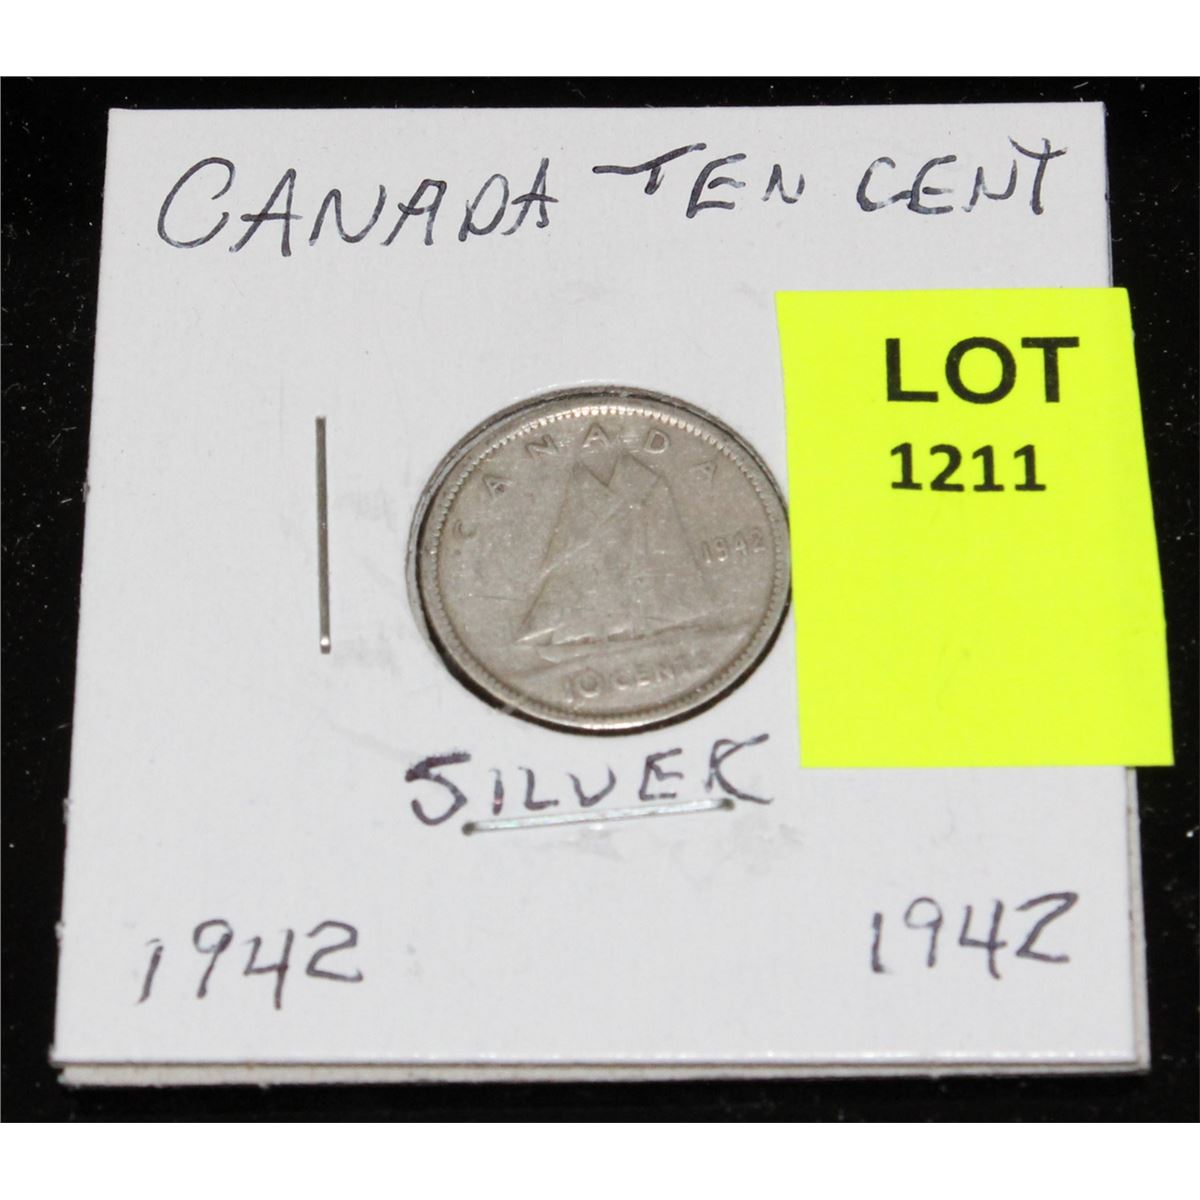 CANADA TEN CENT
LOT
1211
CANADA
1942
10 CENTS
SILVER
1942 1942